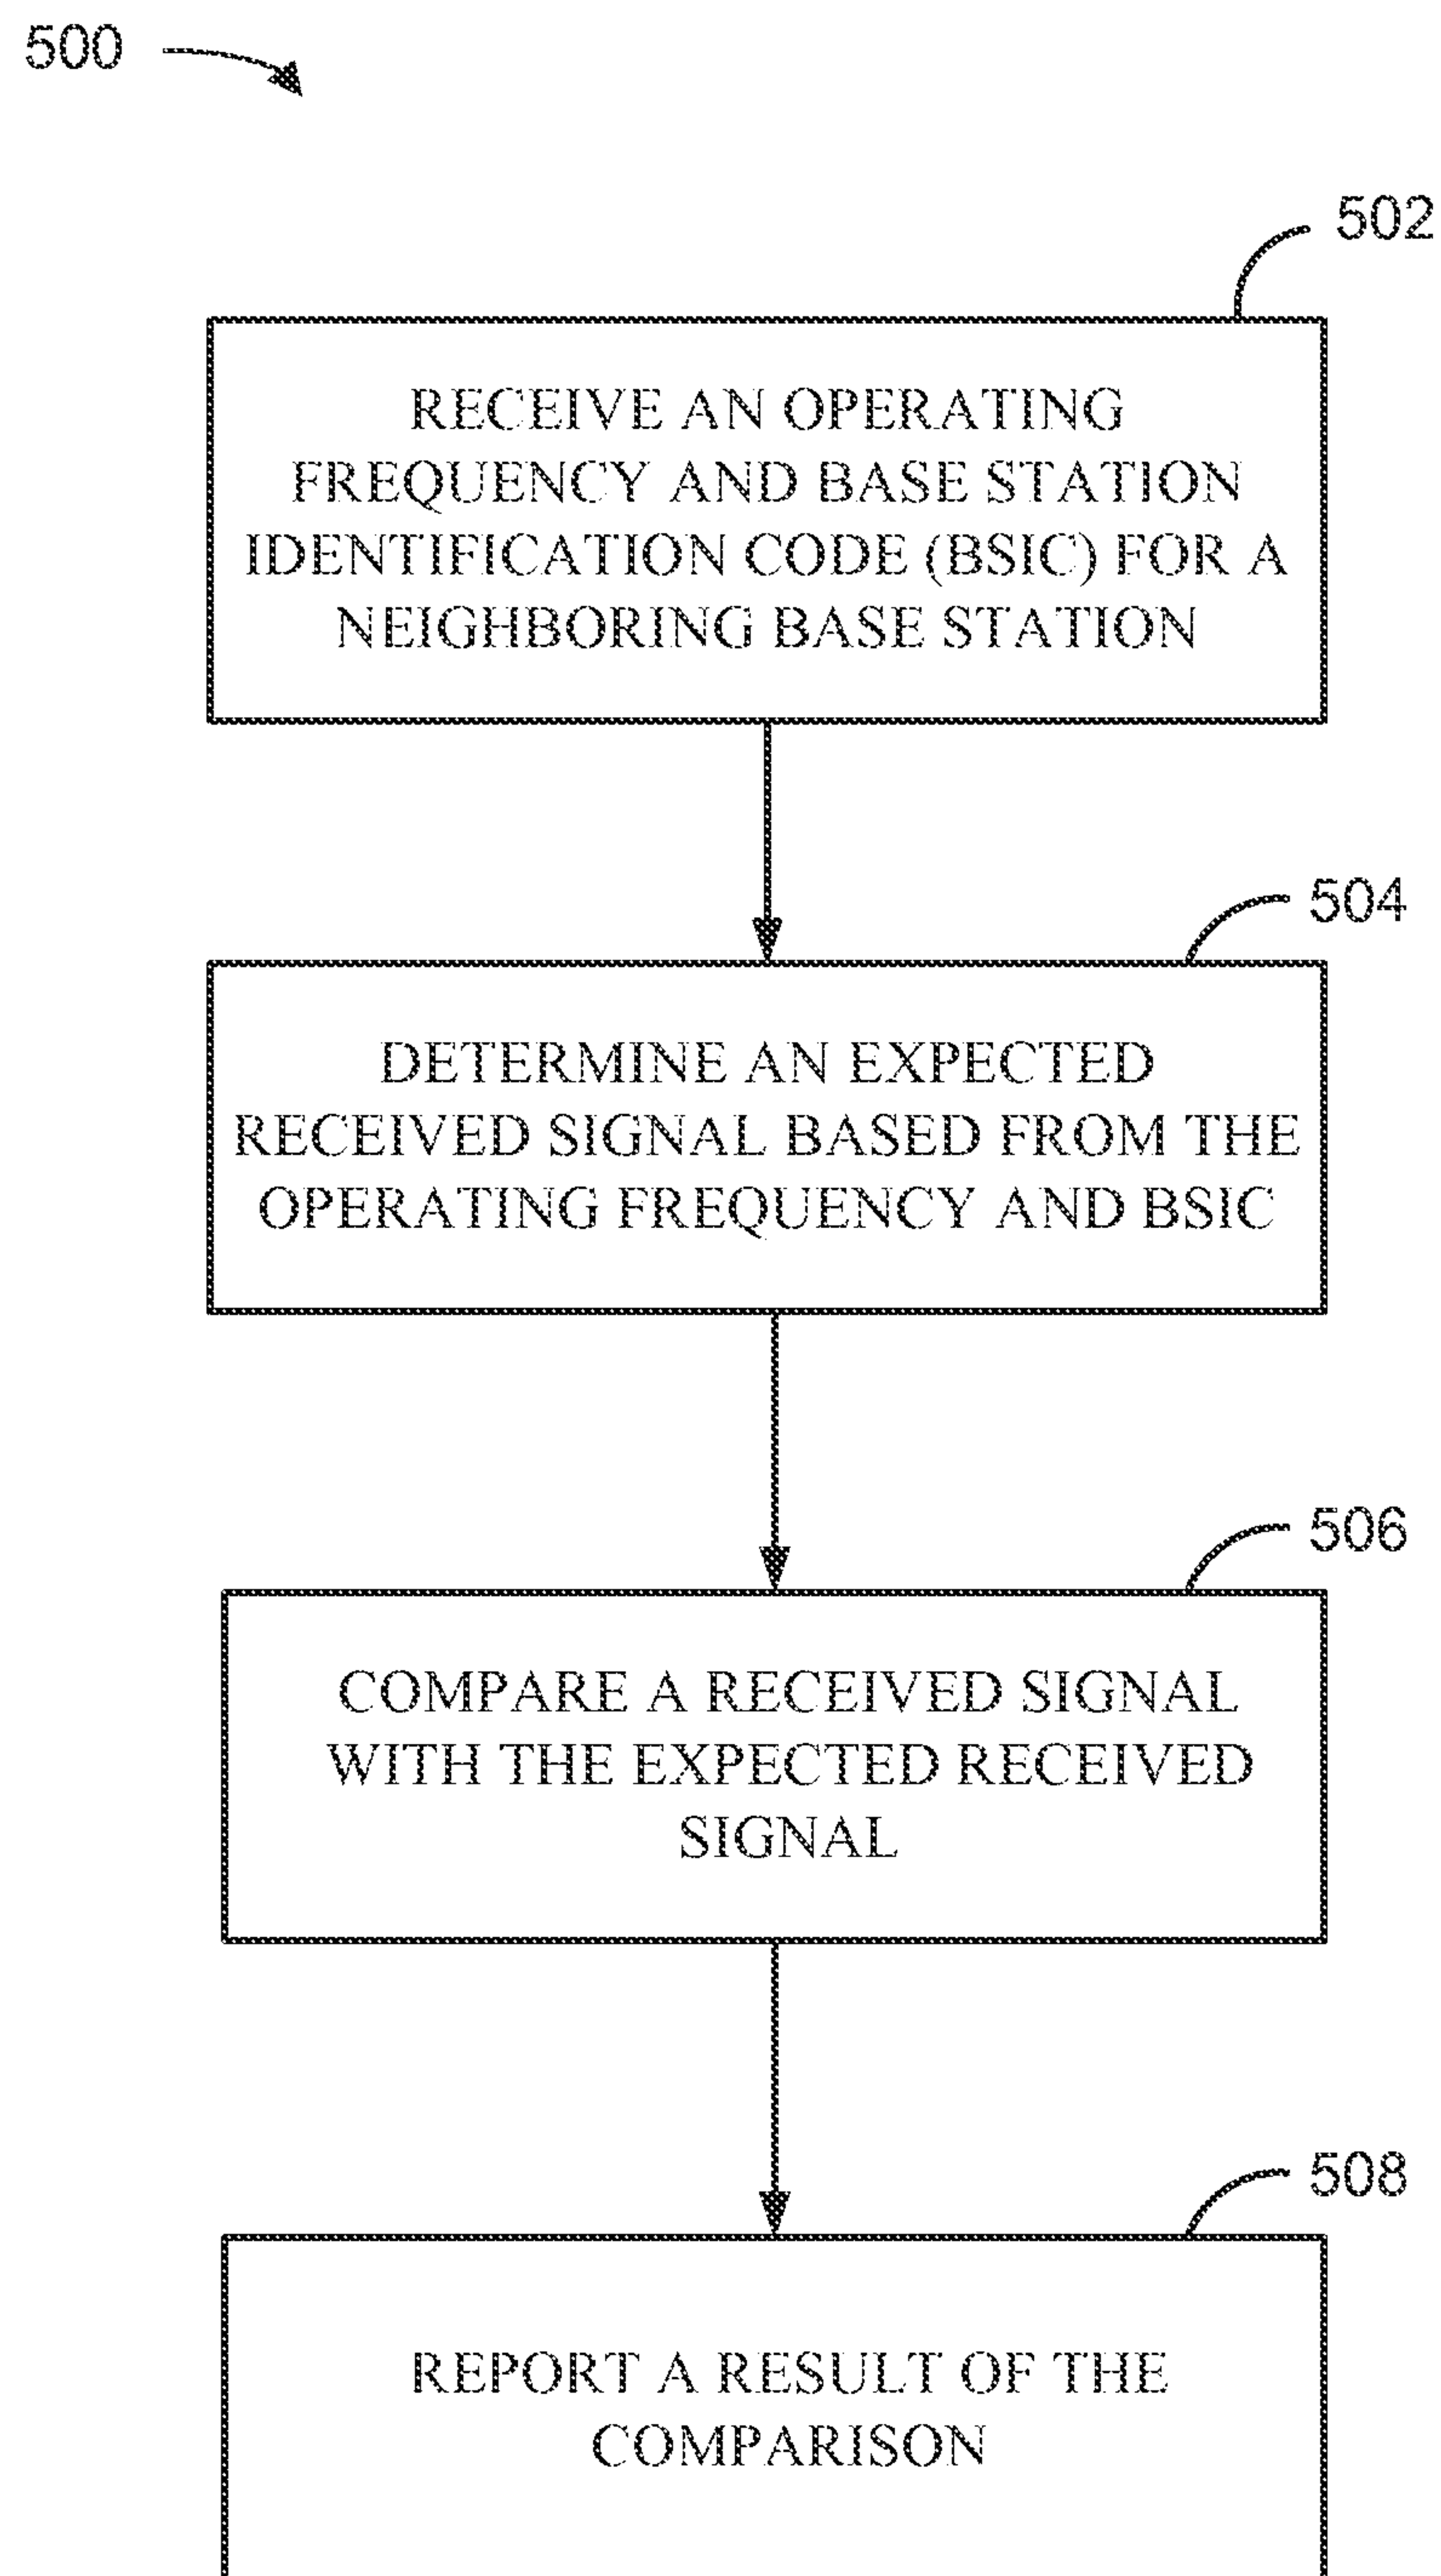 500
502
RECEIVE AN OPERATING
FREQUENCY AND BASE STATION
IDENTIFICATION CODE (BSIC) FOR A
NEIGHBORING BASE STATION
504
DETERMINE AN EXPECTED
RECEIVED SIGNAL BASED FROM THE
OPERATING FREQUENCY AND BSIC
506
COMPARE A RECEIVED SIGNAL
WITH THE EXPECTED RECEIVED
SIGNAL
508
REPORT A RESULT OF THE
COMPARISON